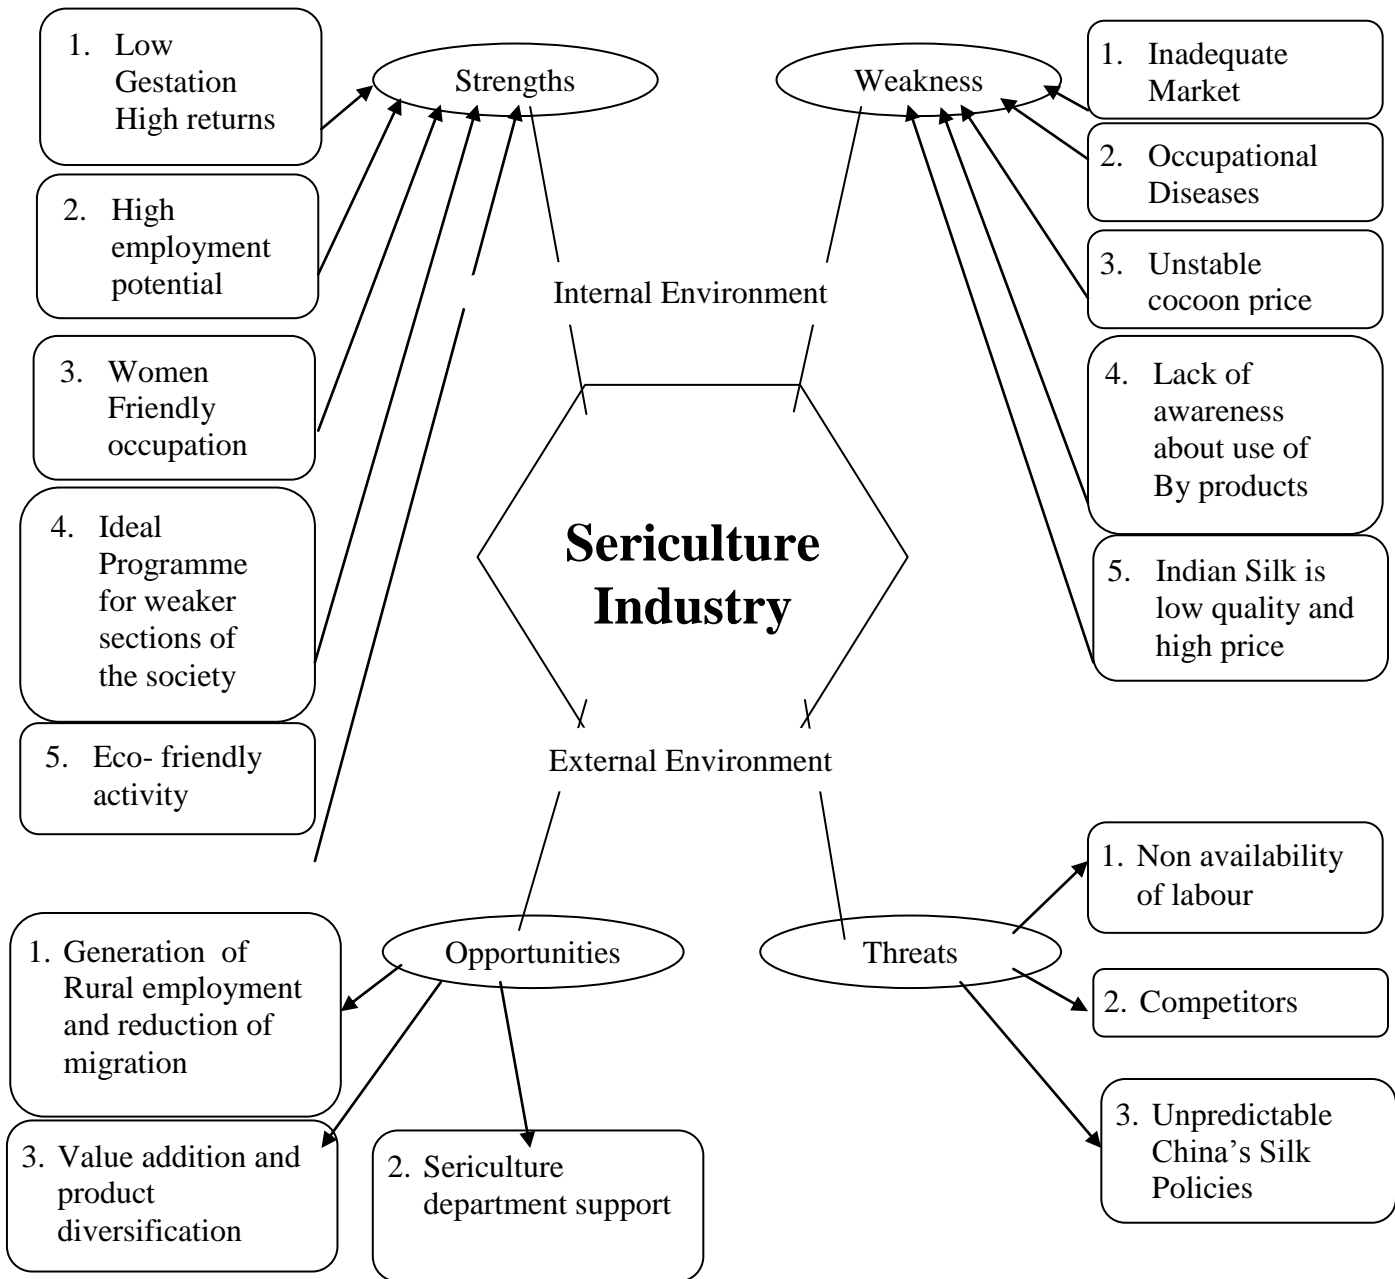 Strengths
1. Low
Gestation
High returns
2. High
employment
potential
3. Women
Friendly
occupation
4. Ideal
Programme
for weaker
sections of
the society
5. Eco- friendly
activity
Weakness
1. Inadequate
Market
2. Occupational
Diseases
3. Unstable
cocoon price
4. Lack of
awareness
about use of
By products
5. Indian Silk is
low quality and
high price
Internal Environment
Sericulture
Industry
External Environment
Opportunities
1. Generation of
Rural employment
and reduction of
migration
3. Value addition and
product
diversification
2. Sericulture
department support
Threats
1. Non availability
of labour
2. Competitors
3. Unpredictable
China’s Silk
Policies